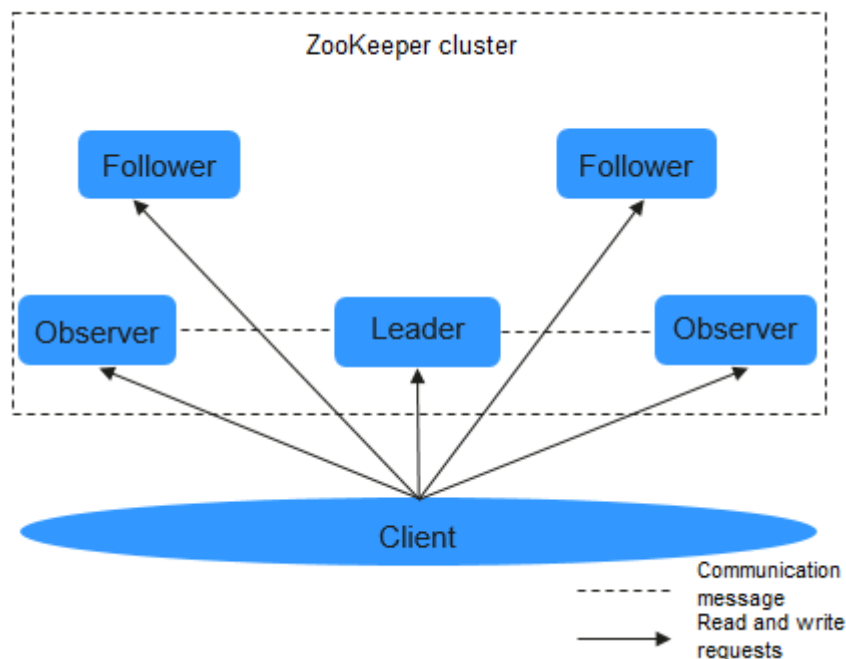 ZooKeeper cluster
Follower
Follower
Observer
Leader
Observer
Client
Communication
message
Read and write
requests